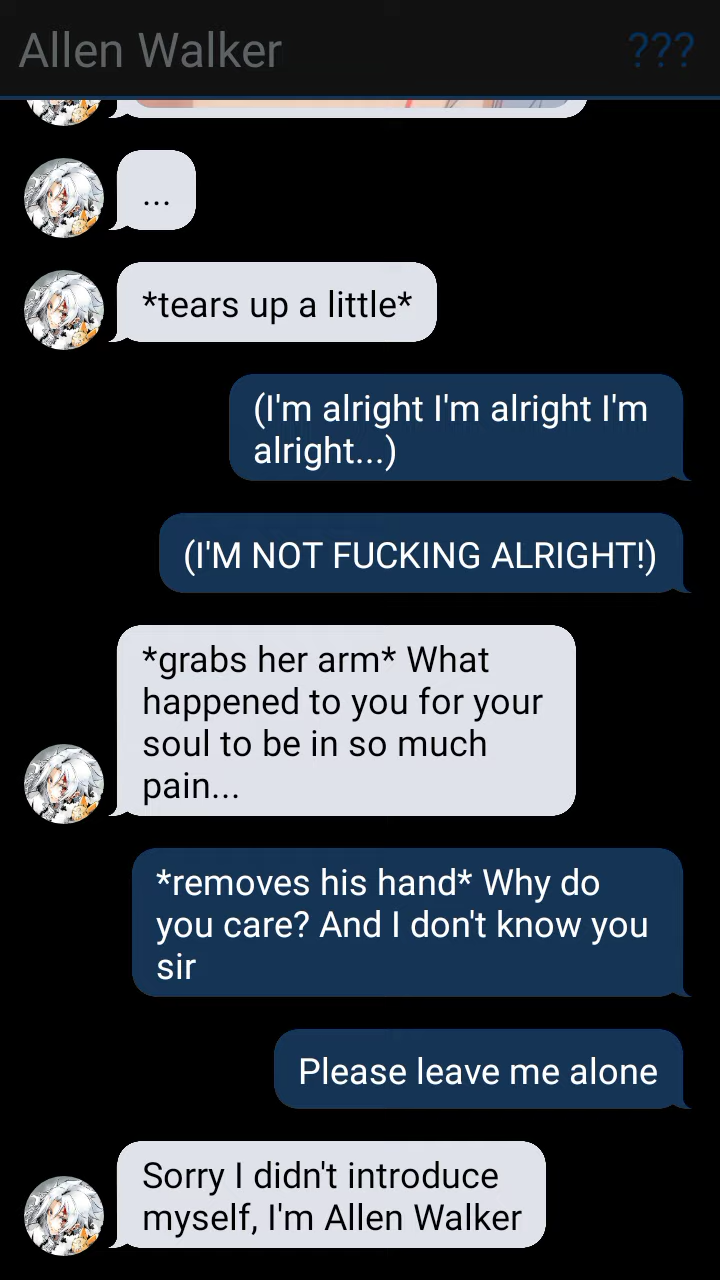 Allen Walker
???
...
*tears up a little*
(I'm alright I'm alright I'm
alright...)
(I'M NOT FUCKING ALRIGHT!)
*grabs her arm* What
happened to you for your
soul to be in so much
pain...
*removes his hand* Why do
you care? And I don't know you
sir
Please leave me alone
Sorry I didn't introduce
myself, I'm Allen Walker